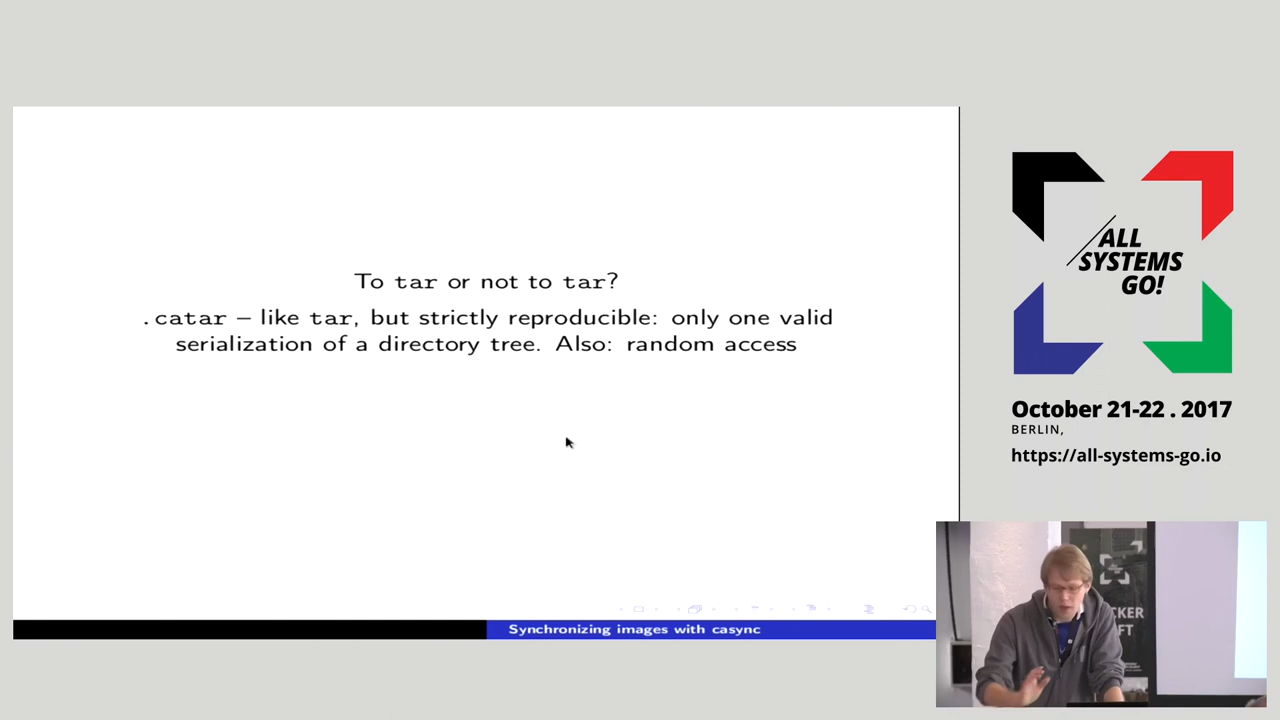 To tar or not to tar?
.catar – like tar, but strictly reproducible: only one valid
serialization of a directory tree. Also: random access
Synchronizing images with casync
ALL
SYSTEMS
GO!
October 21-22 . 2017
BERLIN,
https://all-systems-go.io